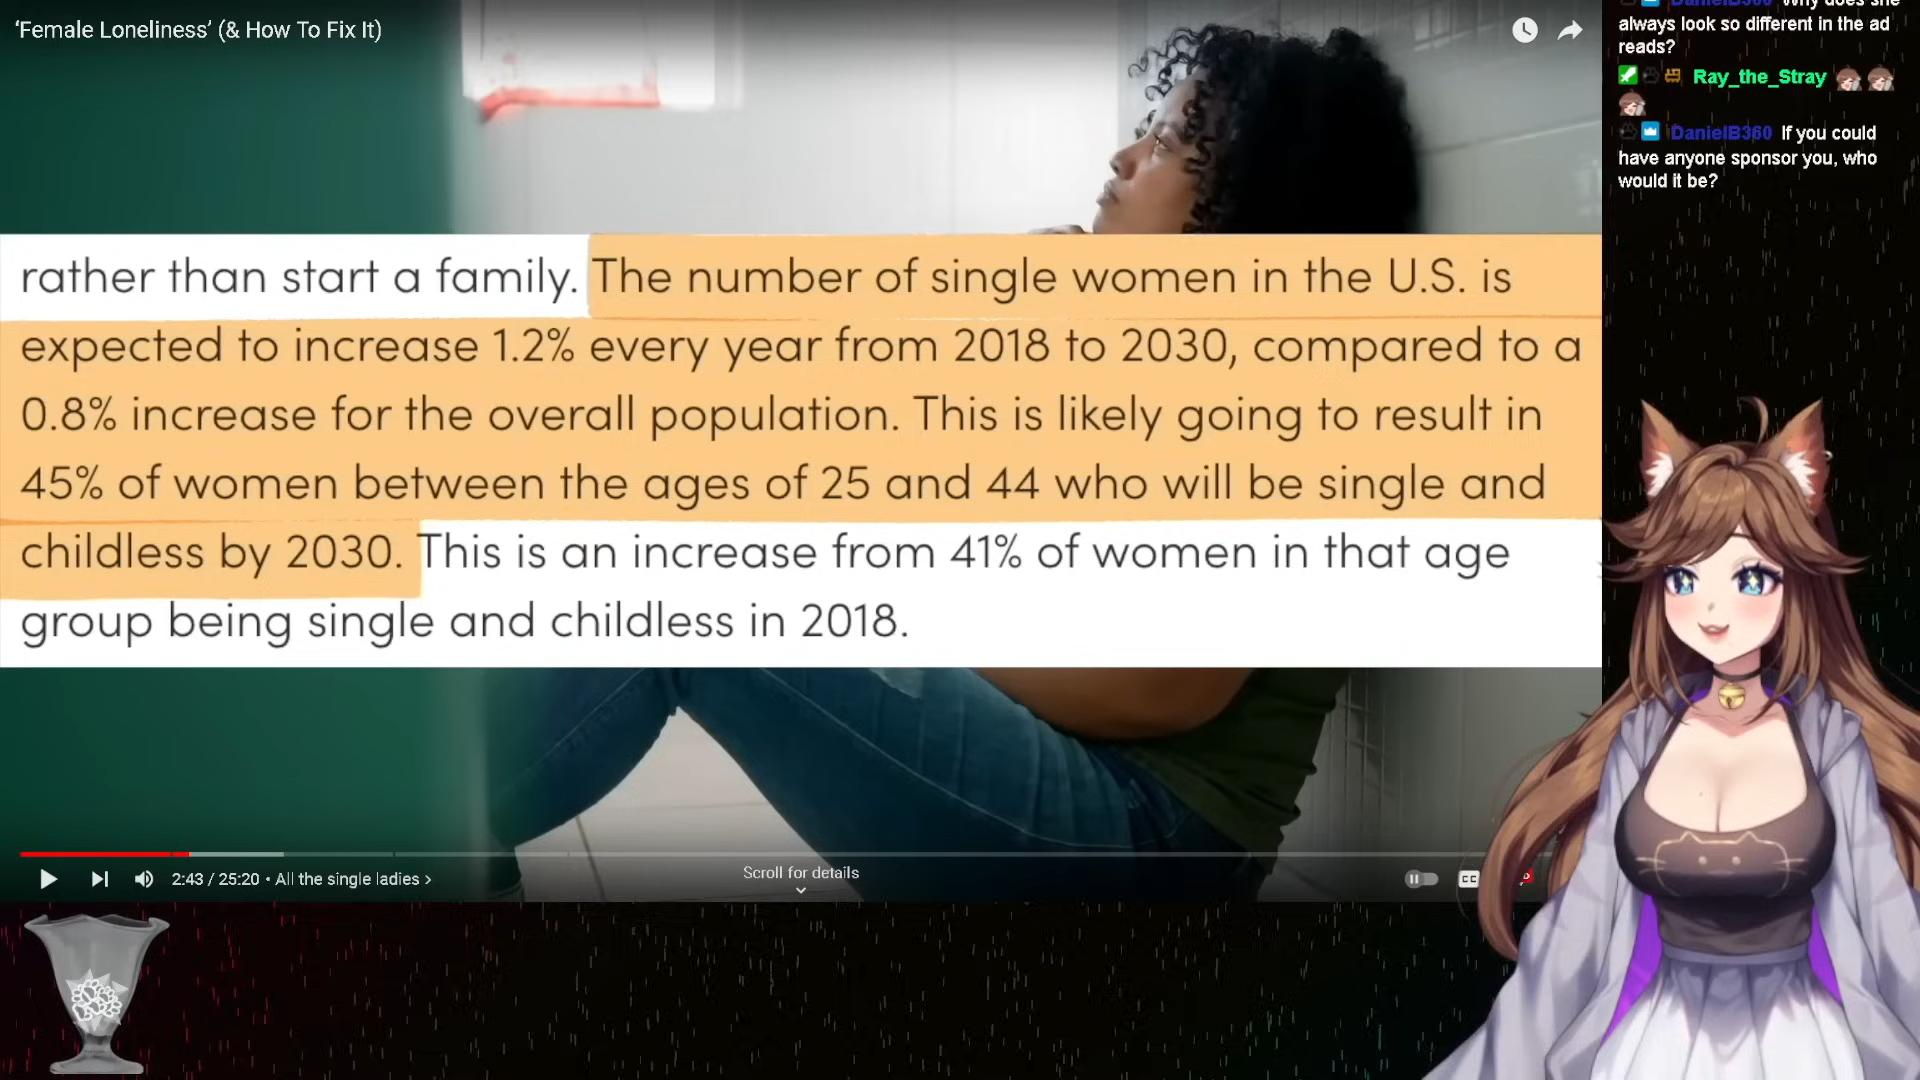 ‘Female Loneliness’ (& How To Fix It)
rather than start a family. The number of single women in the U.S. is
expected to increase 1.2% every year from 2018 to 2030, compared to a
0.8% increase for the overall population. This is likely going to result in
45% of women between the ages of 25 and 44 who will be single and
childless by 2030. This is an increase from 41% of women in that age
group being single and childless in 2018.
2:43 / 25:20 • All the single ladies ›
Scroll for details
CC
DanielB360 Why does she
always look so different in the ad
reads?
Ray_the_Stray
DanielB360 If you could
have anyone sponsor you, who
would it be?